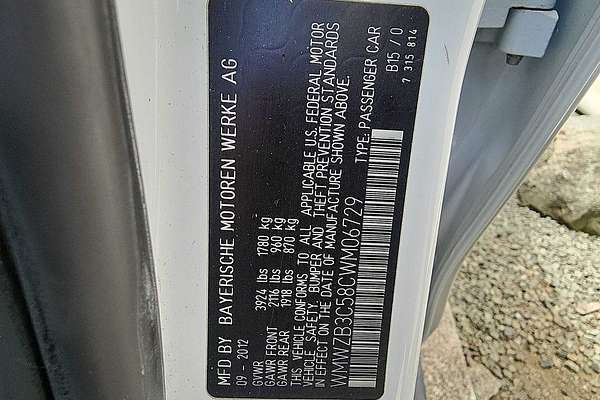 MFD BY BAYERISCHE MOTOREN WERKE AG
09 - 2012
GVWR 3924 lbs 1780 kg
GAWR FRONT 2116 lbs 960 kg
GAWR REAR 1918 lbs 870 kg
THIS VEHICLE CONFORMS TO ALL APPLICABLE U.S. FEDERAL MOTOR
VEHICLE SAFETY, BUMPER AND THEFT PREVENTION STANDARDS
IN EFFECT ON THE DATE OF MANUFACTURE SHOWN ABOVE.
WMWZB3C58CWM06729 TYPE: PASSENGER CAR
B15 / 0
7 315 814